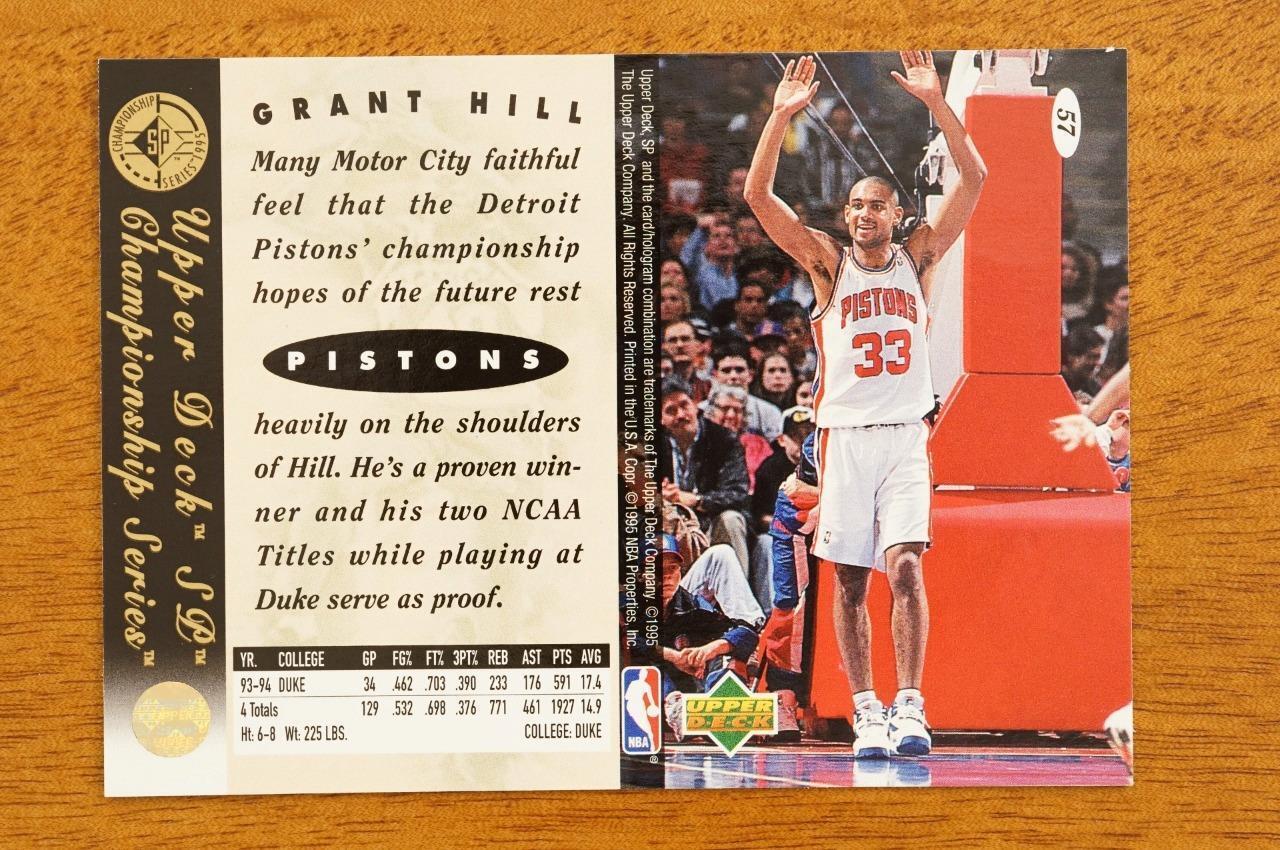 CHAMPIONSHIP
SP™
SERIES-1995
Upper Deck™ SP™
Championship Series™
UPPER
GRANT HILL
Many Motor City faithful
feel that the Detroit
Pistons’ championship
hopes of the future rest
PISTONS
heavily on the shoulders
of Hill. He's a proven win-
ner and his two NCAA
Titles while playing at
Duke serve as proof.
YR. COLLEGE GP FG% FT% 3PT% REB AST PTS AVG
93-94 DUKE 34 .462 .703 .390 233 176 591 17.4
4 Totals 129 .532 .698 .376 771 461 1927 14.9
Ht: 6-8 Wt: 225 LBS. COLLEGE: DUKE
Upper Deck, SP and the card/hologram combination are trademarks of The Upper Deck Company. ©1995
The Upper Deck Company. All Rights Reserved. Printed in the U.S.A. Copr. ©1995 NBA Properties, Inc.
57
PISTONS
33
NBA
®
UPPER
DECK